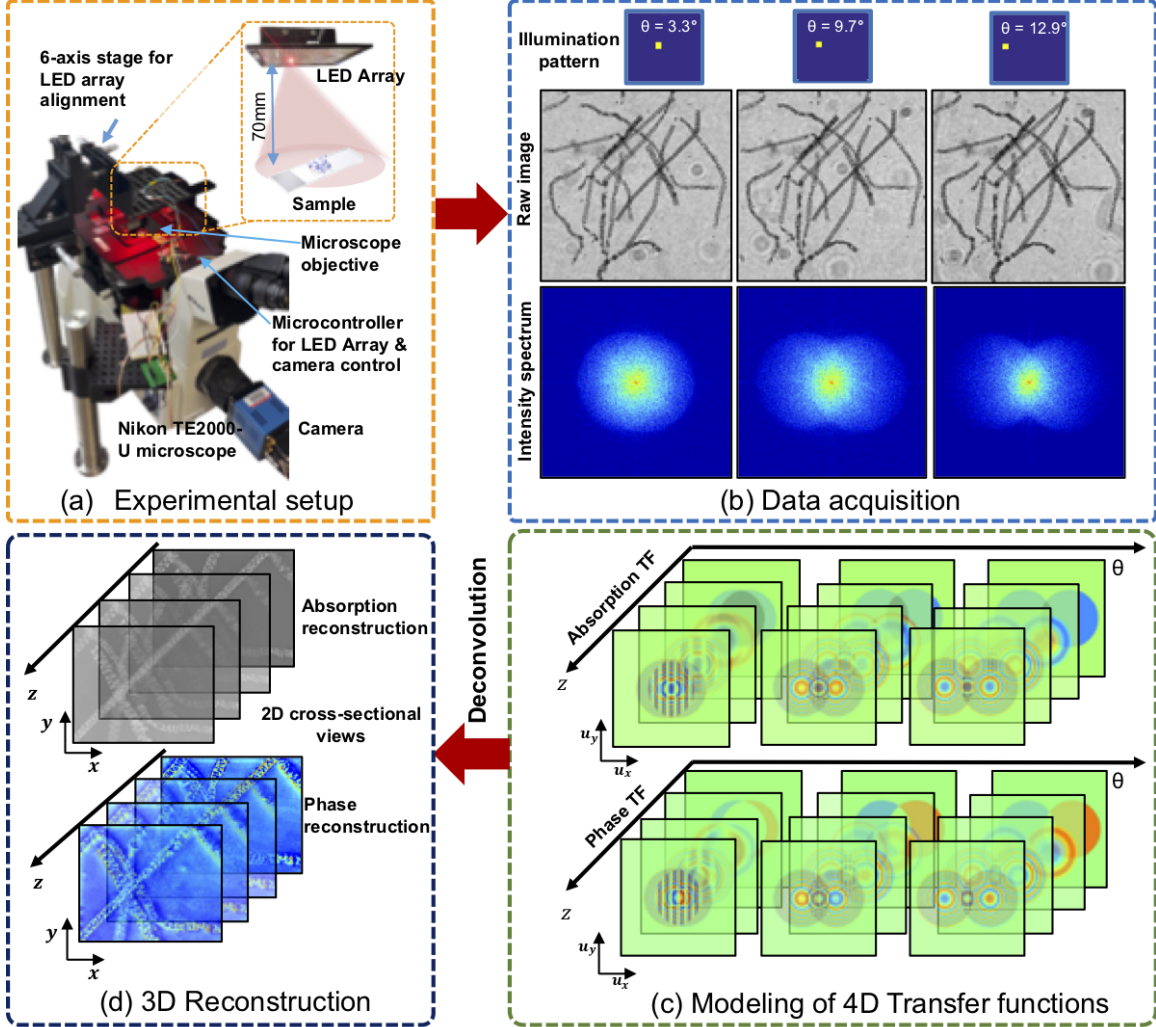 6-axis stage for
LED array
alignment
LED Array
70mm
Sample
Microscope
objective
Microcontroller
for LED Array &
camera control
Nikon TE2000-
U microscope
Camera
(a) Experimental setup
Illumination
pattern
θ = 3.3°
θ = 9.7°
θ = 12.9°
Raw image
Intensity spectrum
(b) Data acquisition
Absorption TF
θ
z
u_y
u_x
Phase TF
θ
z
u_y
u_x
(c) Modeling of 4D Transfer functions
Deconvolution
Absorption
reconstruction
z
y
x
2D cross-sectional
views
Phase
reconstruction
z
y
x
(d) 3D Reconstruction